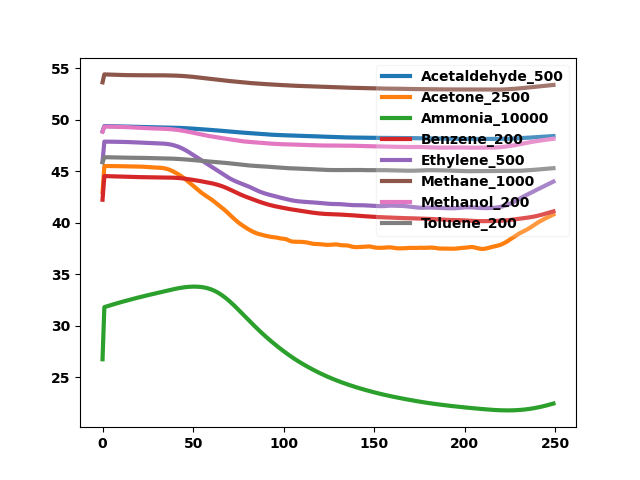 55
50
45
40
35
30
25
0 50 100 150 200 250
Acetaldehyde_500
Acetone_2500
Ammonia_10000
Benzene_200
Ethylene_500
Methane_1000
Methanol_200
Toluene_200